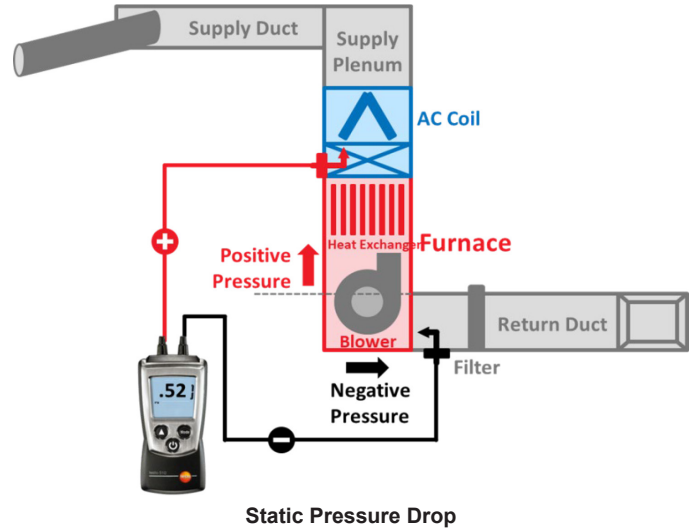 Supply Duct
Supply
Plenum
AC Coil
Heat Exchanger
Furnace
Positive
Pressure
Blower
Return Duct
Filter
Negative
Pressure
.52
Static Pressure Drop